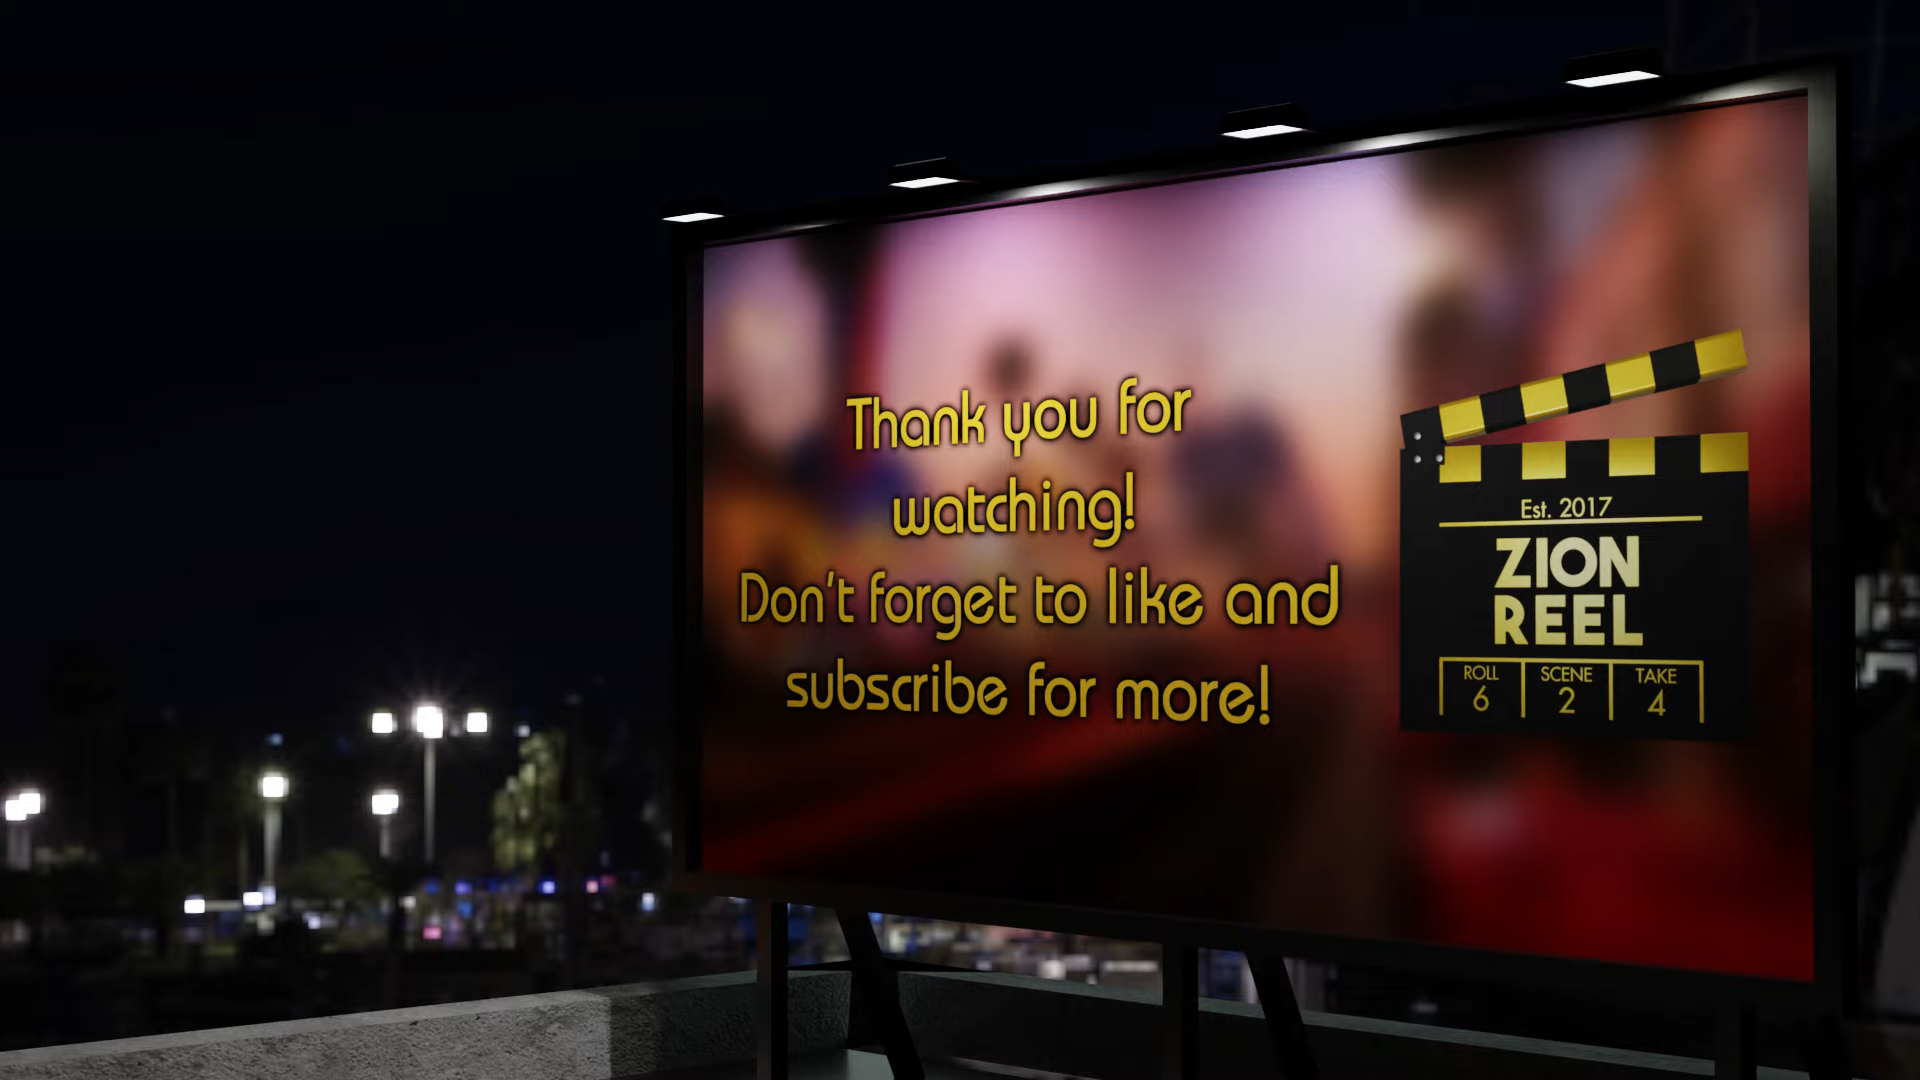 Thank you for
watching!
Don't forget to like and
subscribe for more!
Est. 2017
ZION
REEL
ROLL SCENE TAKE
6 2 4